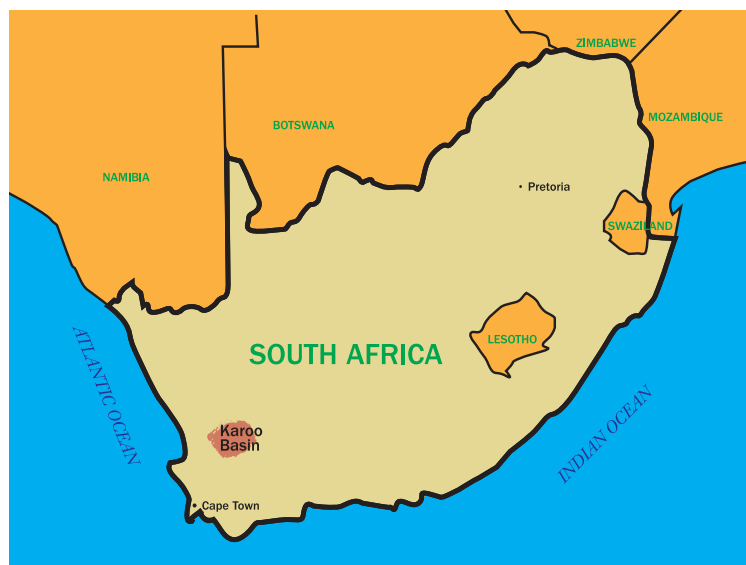 ZIMBABWE
MOZAMBIQUE
BOTSWANA
NAMIBIA
Pretoria
SWAZILAND
LESOTHO
SOUTH AFRICA
ATLANTIC OCEAN
INDIAN OCEAN
Karoo
Basin
Cape Town